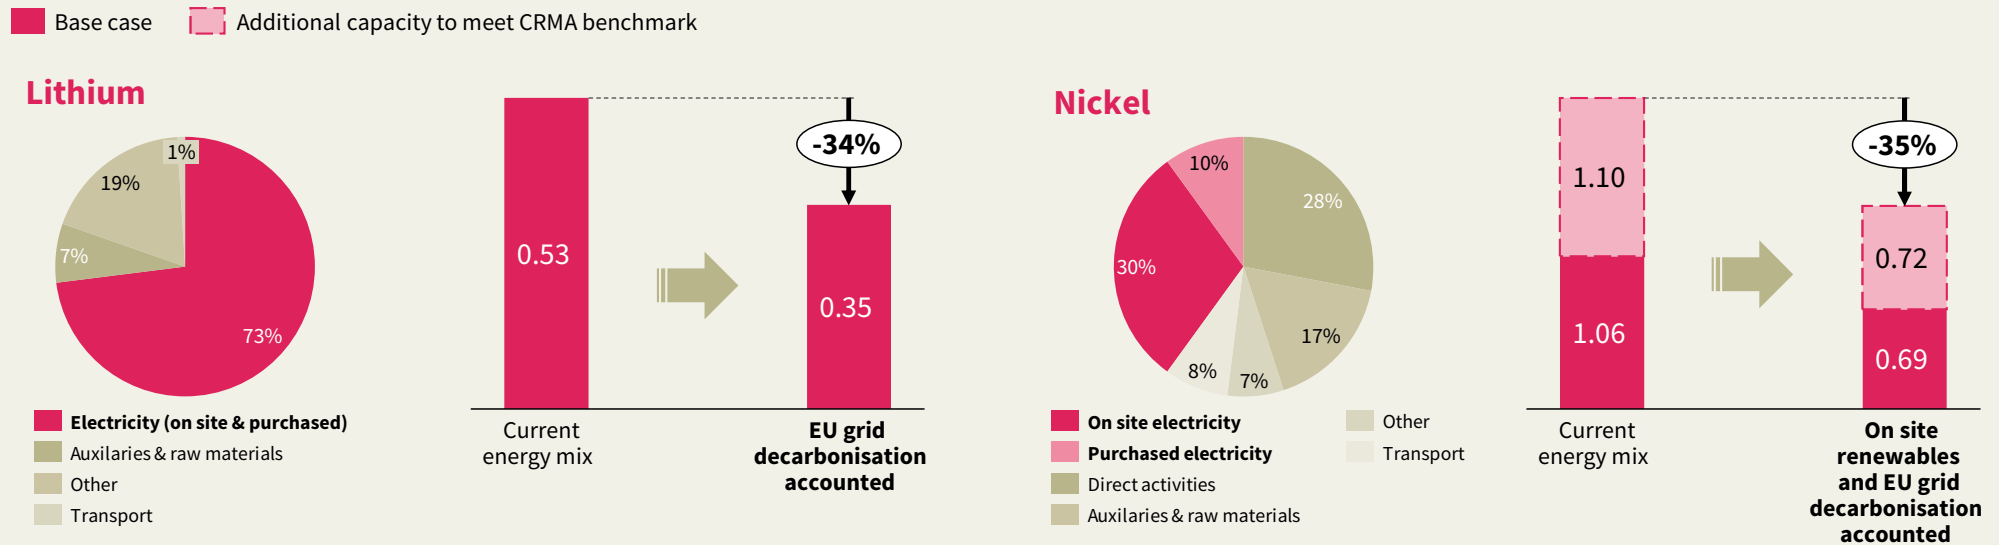 Base case
Additional capacity to meet CRMA benchmark
Lithium
1%
19%
7%
73%
Electricity (on site & purchased)
Auxilaries & raw materials
Other
Transport
0.53
-34%
0.35
Current
energy mix
EU grid
decarbonisation
accounted
Nickel
10%
28%
30%
17%
8%
7%
On site electricity
Purchased electricity
Direct activities
Auxilaries & raw materials
Other
Transport
1.10
1.06
-35%
0.72
0.69
Current
energy mix
On site
renewables
and EU grid
decarbonisation
accounted